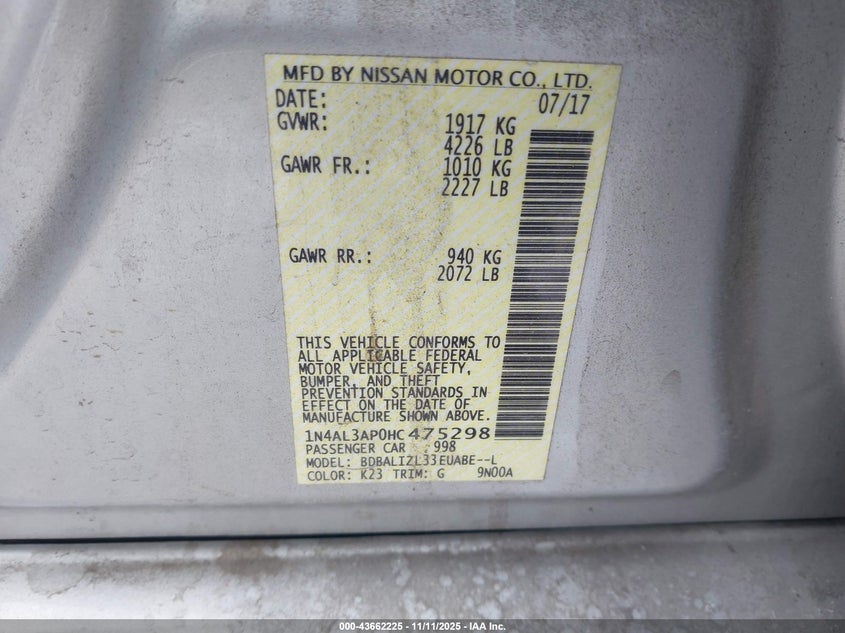 MFD BY NISSAN MOTOR CO., LTD.
DATE: 07/17
GVWR: 1917 KG
4226 LB
GAWR FR.: 1010 KG
2227 LB
GAWR RR.: 940 KG
2072 LB
THIS VEHICLE CONFORMS TO
ALL APPLICABLE FEDERAL
MOTOR VEHICLE SAFETY,
BUMPER, AND THEFT
PREVENTION STANDARDS IN
EFFECT ON THE DATE OF
MANUFACTURE SHOWN ABOVE.
1N4AL3AP0HC475298
PASSENGER CAR 998
MODEL: BDBALIZL33EUABE--L
COLOR: K23 TRIM: G 9N00A
000-43662225 - 11/11/2025 - IAA Inc.